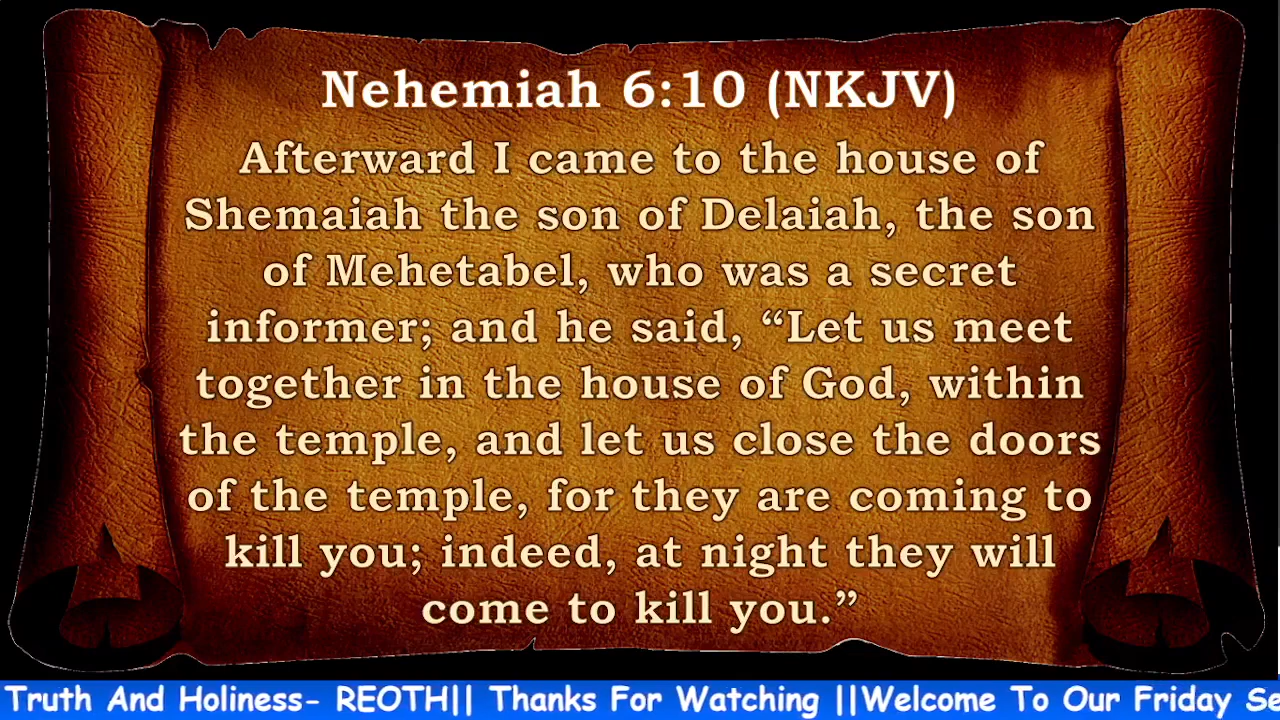 Nehemiah 6:10 (NKJV)
Afterward I came to the house of
Shemaiah the son of Delaiah, the son
of Mehetabel, who was a secret
informer; and he said, “Let us meet
together in the house of God, within
the temple, and let us close the doors
of the temple, for they are coming to
kill you; indeed, at night they will
come to kill you.”
Truth And Holiness- REOTH|| Thanks For Watching ||Welcome To Our Friday Se